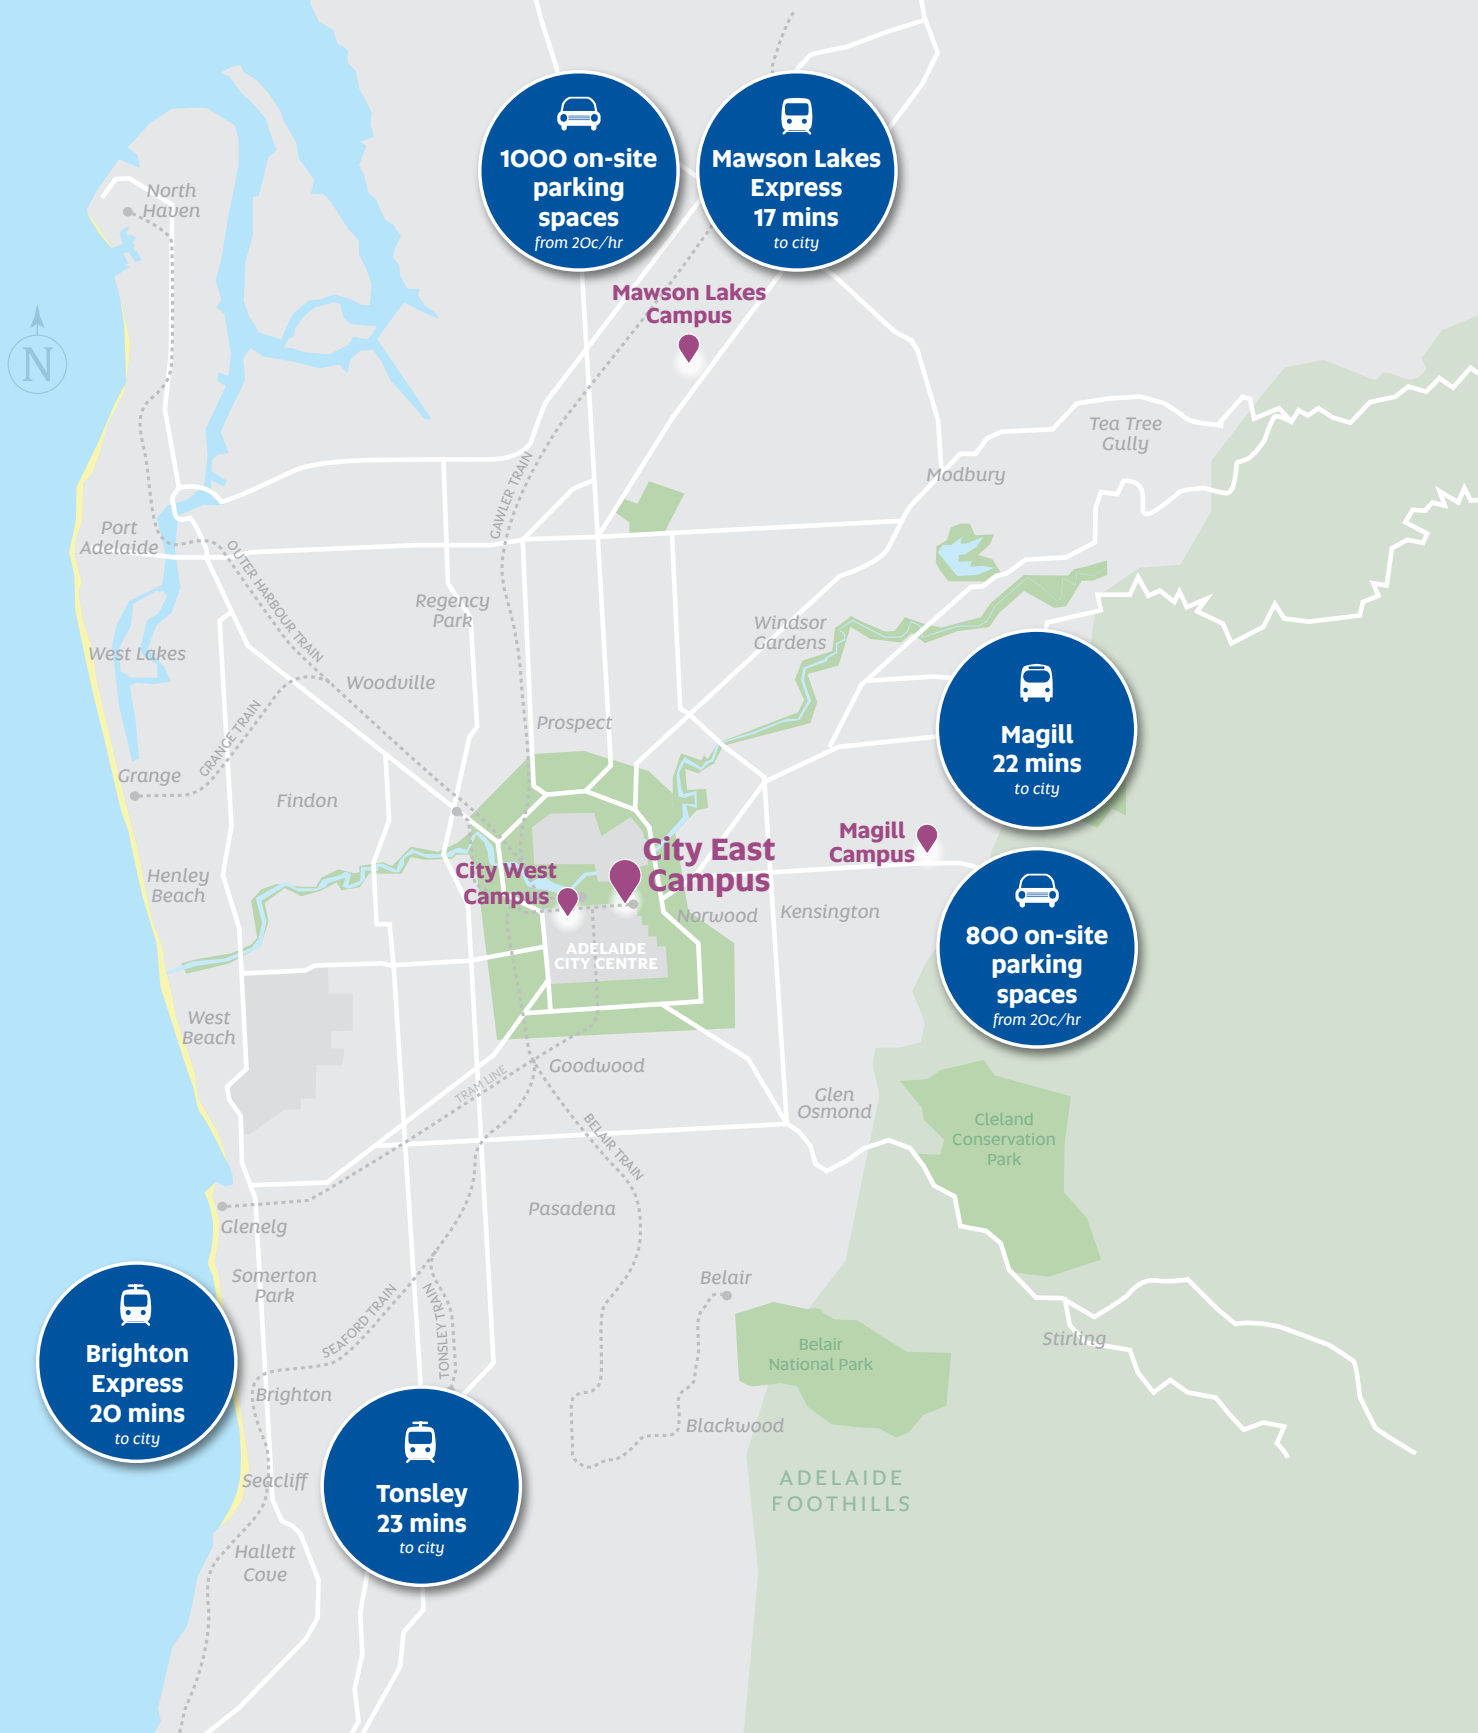 1000 on-site
parking
spaces
from 20c/hr
Mawson Lakes
Express
17 mins
to city
North
Haven
Mawson Lakes
Campus
N
Tea Tree
Gully
Modbury
GAWLER TRAIN
Port
Adelaide
OUTER HARBOUR TRAIN
Regency
Park
Windsor
Gardens
West Lakes
Woodville
GRANGE TRAIN
Prospect
Magill
22 mins
to city
Grange
Findon
Magill
Campus
City East
Campus
City West
Campus
Henley
Beach
Norwood
Kensington
ADELAIDE
CITY CENTRE
800 on-site
parking
spaces
from 20c/hr
West
Beach
Goodwood
TRAM LINE
Glen
Osmond
BELAIR TRAIN
Cleland
Conservation
Park
Pasadena
Glenelg
Somerton
Park
Belair
SEAFORD TRAIN
TONSLEY TRAIN
Brighton
Express
20 mins
to city
Belair
National Park
Stirling
Brighton
Blackwood
Seacliff
ADELAIDE
FOOTHILLS
Tonsley
23 mins
to city
Hallett
Cove